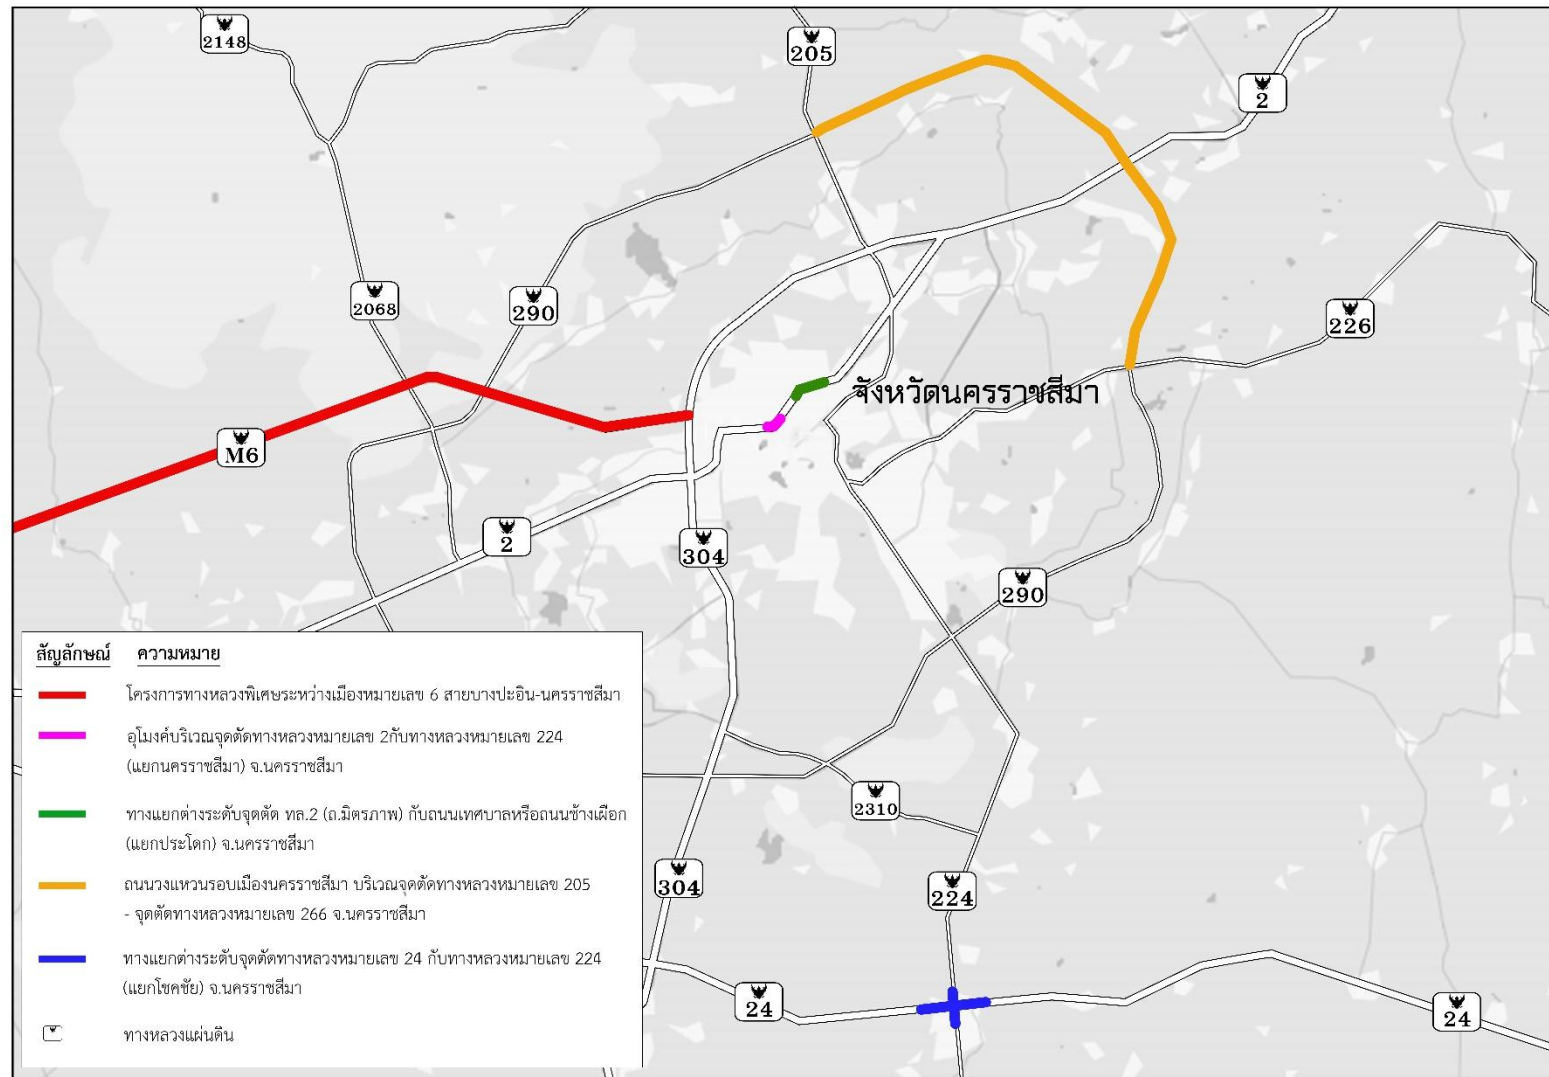 2148
205
2
2068
290
226
จังหวัดนครราชสีมา
M6
2
304
290
2310
304
224
24
24
สัญลักษณ์ ความหมาย
โครงการทางหลวงพิเศษระหว่างเมืองหมายเลข 6 สายบางปะอิน-นครราชสีมา
อุโมงค์บริเวณจุดตัดทางหลวงหมายเลข 2กับทางหลวงหมายเลข 224
(แยกนครราชสีมา) จ.นครราชสีมา
ทางแยกต่างระดับจุดตัด ทล.2 (ถ.มิตรภาพ) กับถนนเทศบาลหรือถนนช้างเผือก
(แยกประโดก) จ.นครราชสีมา
ถนนวงแหวนรอบเมืองนครราชสีมา บริเวณจุดตัดทางหลวงหมายเลข 205
- จุดตัดทางหลวงหมายเลข 266 จ.นครราชสีมา
ทางแยกต่างระดับจุดตัดทางหลวงหมายเลข 24 กับทางหลวงหมายเลข 224
(แยกโชคชัย) จ.นครราชสีมา
ทางหลวงแผ่นดิน